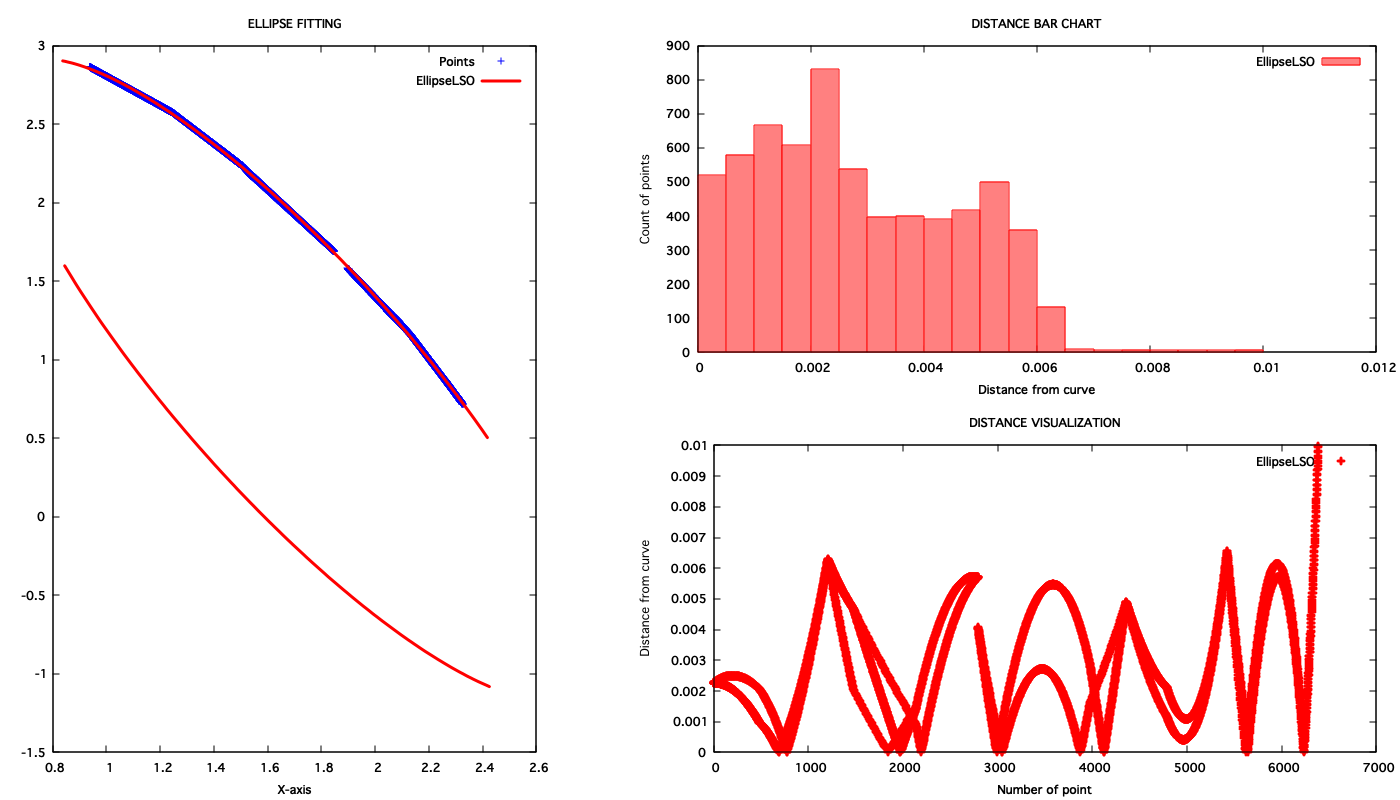 ELLIPSE FITTING
Points
EllipseLSO
3
2.5
2
1.5
1
0.5
0
-0.5
-1
-1.5
0.8 1 1.2 1.4 1.6 1.8 2 2.2 2.4 2.6
X-axis
DISTANCE BAR CHART
EllipseLSO
Count of points
900
800
700
600
500
400
300
200
100
0
0 0.002 0.004 0.006 0.008 0.01 0.012
Distance from curve
DISTANCE VISUALIZATION
EllipseLSO
Distance from curve
0.01
0.009
0.008
0.007
0.006
0.005
0.004
0.003
0.002
0.001
0
0 1000 2000 3000 4000 5000 6000 7000
Number of point